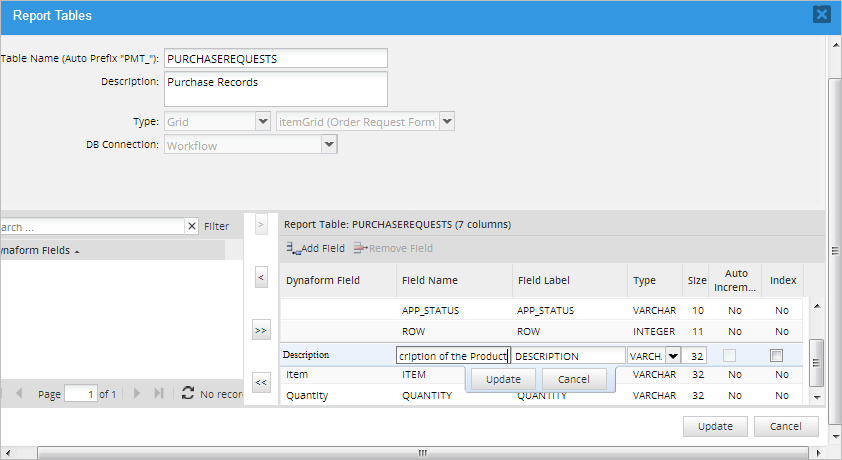 Report Tables
Table Name (Auto Prefix "PMT_"): PURCHASEREQUESTS
Description: Purchase Records
Type: Grid itemGrid (Order Request Form
DB Connection: Workflow
arch ... Filter
ynaform Fields
Page 1 of 1 No recor
>
<
>>
<<
Report Table: PURCHASEREQUESTS (7 columns)
Add Field Remove Field
Dynaform Field Field Name Field Label Type Size Auto Increm... Index
APP_STATUS APP_STATUS VARCHAR 10 No No
ROW ROW INTEGER 11 No No
Description cription of the Product DESCRIPTION VARCH. 32
Item ITEM VARCHAR 32 No No
Update Cancel
Quantity QUANTITY QUANTITY VARCHAR 32 No No
Update Cancel